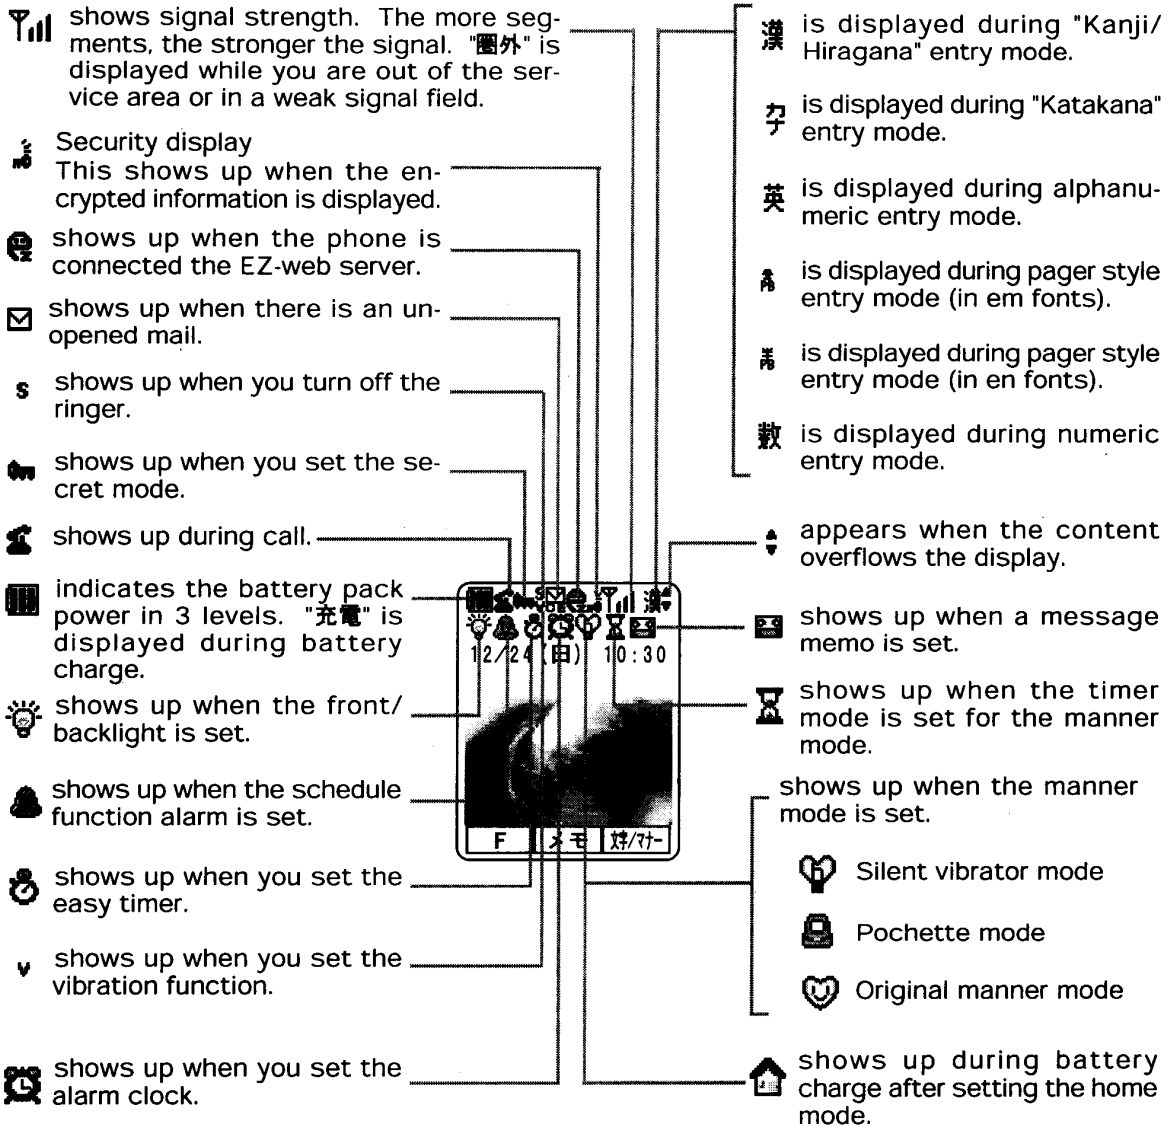 shows signal strength. The more seg-
ments, the stronger the signal. "圏外" is
displayed while you are out of the ser-
vice area or in a weak signal field.
Security display
This shows up when the en-
crypted information is displayed.
shows up when the phone is
connected the EZ-web server.
shows up when there is an un-
opened mail.
S shows up when you turn off the
ringer.
shows up when you set the se-
cret mode.
shows up during call.
indicates the battery pack
power in 3 levels. "充電" is
displayed during battery
charge.
shows up when the front/
backlight is set.
shows up when the schedule
function alarm is set.
shows up when you set the
easy timer.
V shows up when you set the
vibration function.
shows up when you set the
alarm clock.
12/24(日) 10:30
F メモ 文字/マナー
漢 is displayed during "Kanji/
Hiragana" entry mode.
カナ is displayed during "Katakana"
entry mode.
英 is displayed during alphanu-
meric entry mode.
is displayed during pager style
entry mode (in em fonts).
is displayed during pager style
entry mode (in en fonts).
数 is displayed during numeric
entry mode.
appears when the content
overflows the display.
shows up when a message
memo is set.
shows up when the timer
mode is set for the manner
mode.
shows up when the manner
mode is set.
Silent vibrator mode
Pochette mode
Original manner mode
shows up during battery
charge after setting the home
mode.